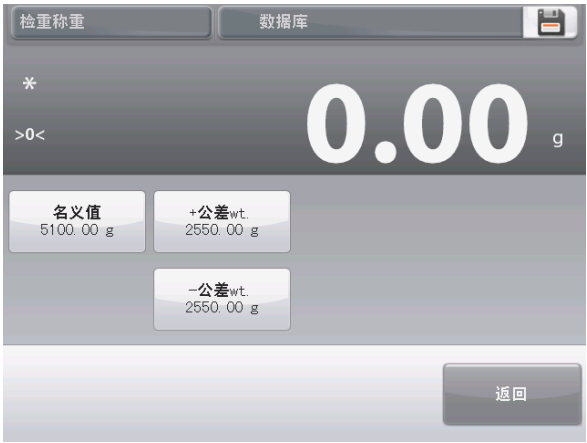 检重称重
数据库
*
>0<
0.00 g
名义值
5100.00 g
+公差wt.
2550.00 g
-公差wt.
2550.00 g
返回